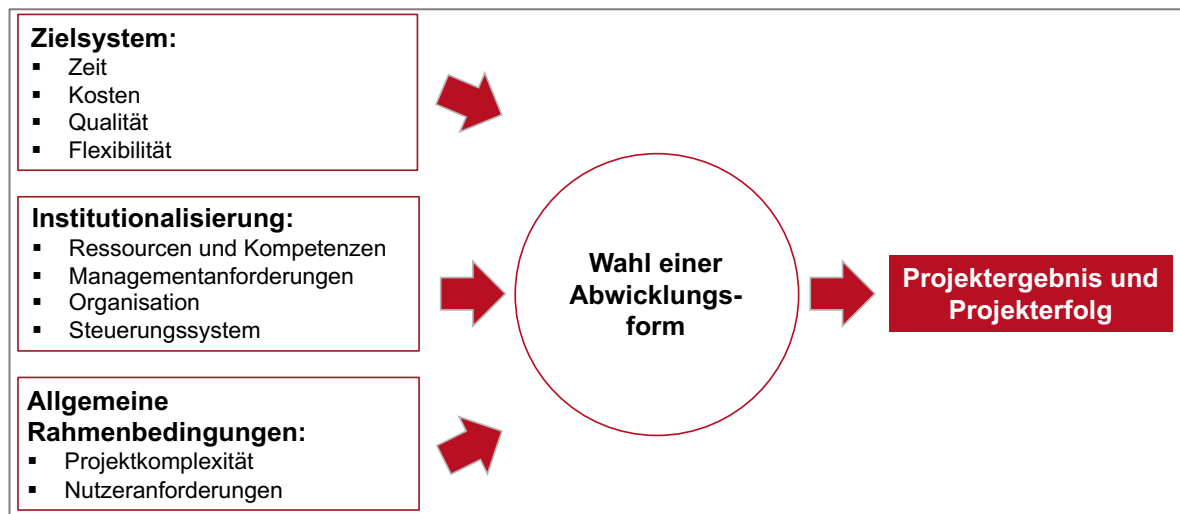 Zielsystem:
▪ Zeit
▪ Kosten
▪ Qualität
▪ Flexibilität
Institutionalisierung:
▪ Ressourcen und Kompetenzen
▪ Managementanforderungen
▪ Organisation
▪ Steuerungssystem
Allgemeine
Rahmenbedingungen:
▪ Projektkomplexität
▪ Nutzeranforderungen
Wahl einer
Abwicklungs-
form
Projektergebnis und
Projekterfolg